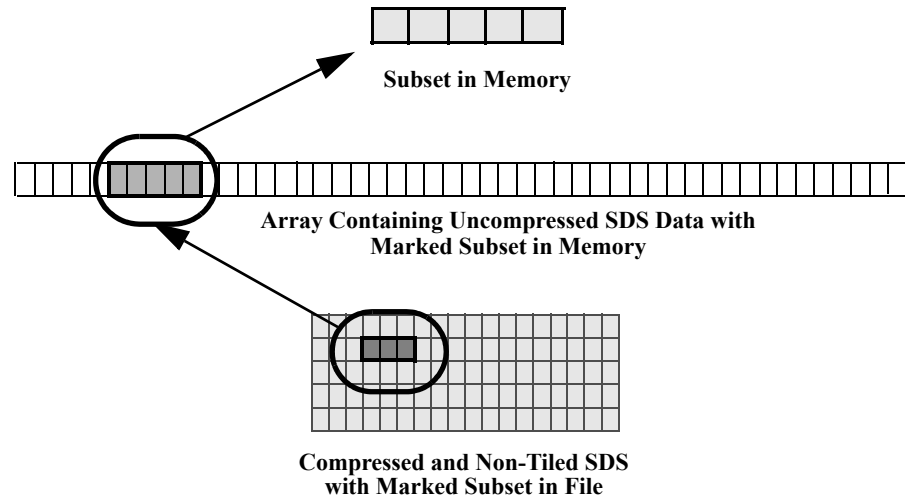 Subset in Memory
Array Containing Uncompressed SDS Data with
Marked Subset in Memory
Compressed and Non-Tiled SDS
with Marked Subset in File